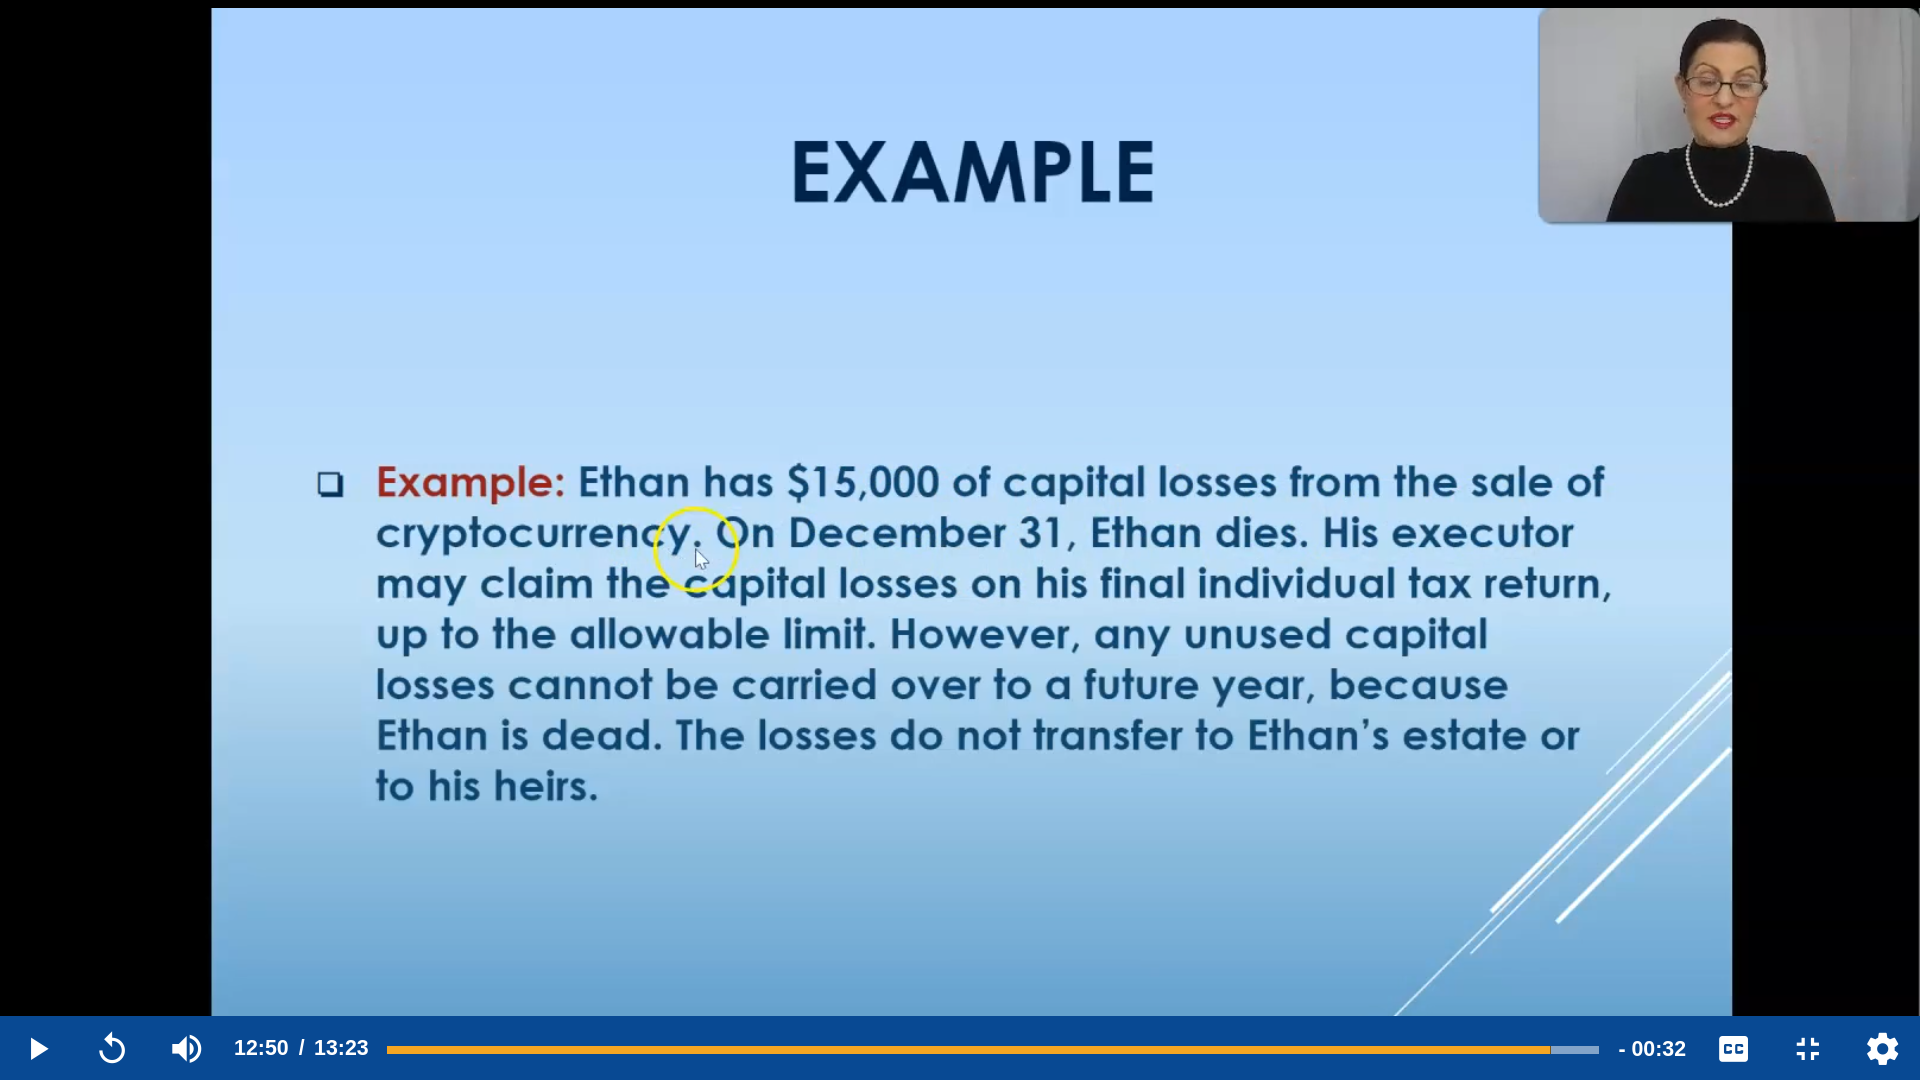 EXAMPLE
Example: Ethan has $15,000 of capital losses from the sale of
cryptocurrency. On December 31, Ethan dies. His executor
may claim the capital losses on his final individual tax return,
up to the allowable limit. However, any unused capital
losses cannot be carried over to a future year, because
Ethan is dead. The losses do not transfer to Ethan’s estate or
to his heirs.
12:50 / 13:23 - 00:32 CC